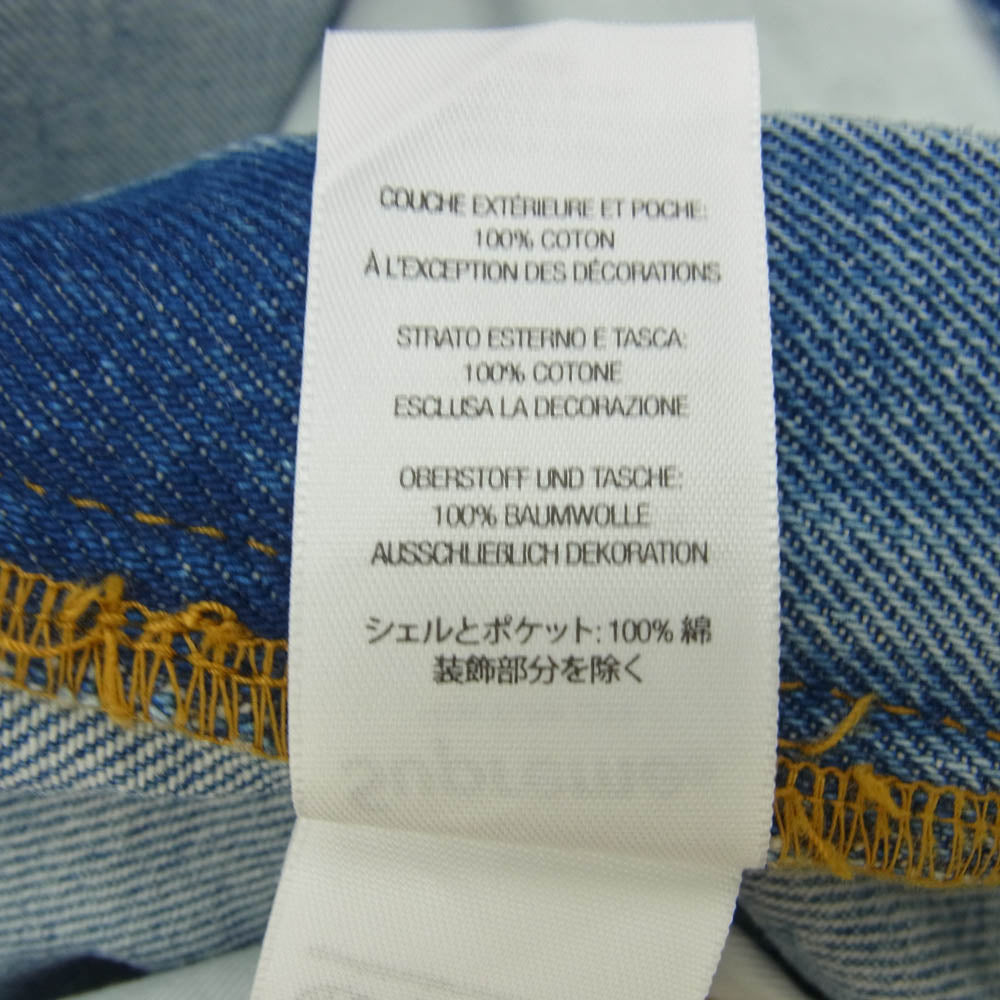 COUCHE EXTÉRIEURE ET POCHE:
100% COTON
À L'EXCEPTION DES DÉCORATIONS
STRATO ESTERNO E TASCA:
100% COTONE
ESCLUSA LA DECORAZIONE
OBERSTOFF UND TASCHE:
100% BAUMWOLLE
AUSSCHLIEßLICH DEKORATION
シェルとポケット: 100% 綿
装飾部分を除く